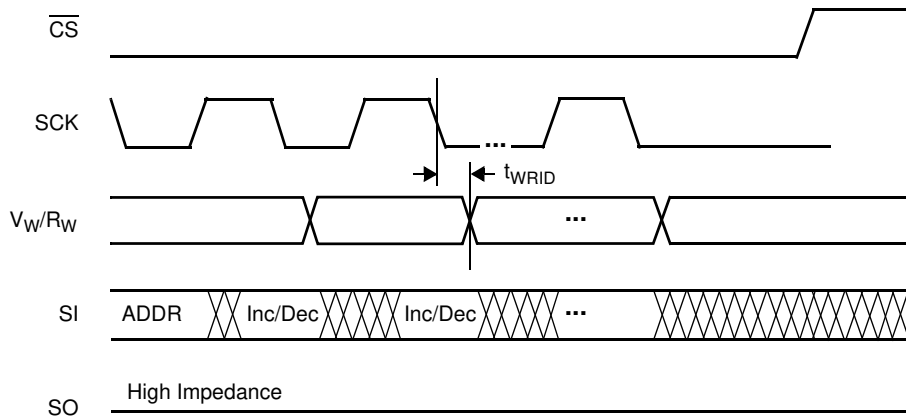 CS
SCK
...
tWRID
VW/RW
...
SI
ADDR
Inc/Dec
Inc/Dec
...
High Impedance
SO